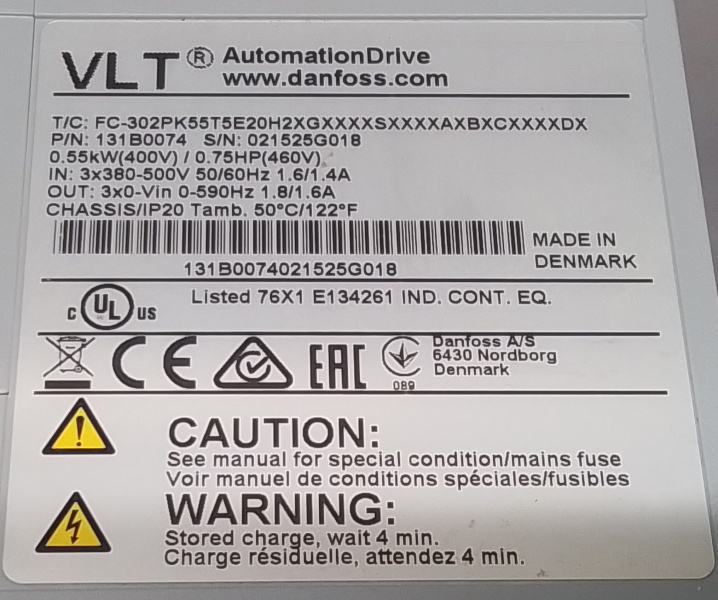 VLT® AutomationDrive
www.danfoss.com
T/C: FC-302PK55T5E20H2XGXXXXSXXXXAXBXCXXXXDX
P/N: 131B0074 S/N: 021525G018
0.55kW(400V) / 0.75HP(460V)
IN: 3x380-500V 50/60Hz 1.6/1.4A
OUT: 3x0-Vin 0-590Hz 1.8/1.6A
CHASSIS/IP20 Tamb. 50°C/122°F
MADE IN
DENMARK
131B0074021525G018
c UL us Listed 76X1 E134261 IND. CONT. EQ.
CE EAC
089
Danfoss A/S
6430 Nordborg
Denmark
CAUTION:
See manual for special condition/mains fuse
Voir manuel de conditions spéciales/fusibles
WARNING:
Stored charge, wait 4 min.
Charge résiduelle, attendez 4 min.